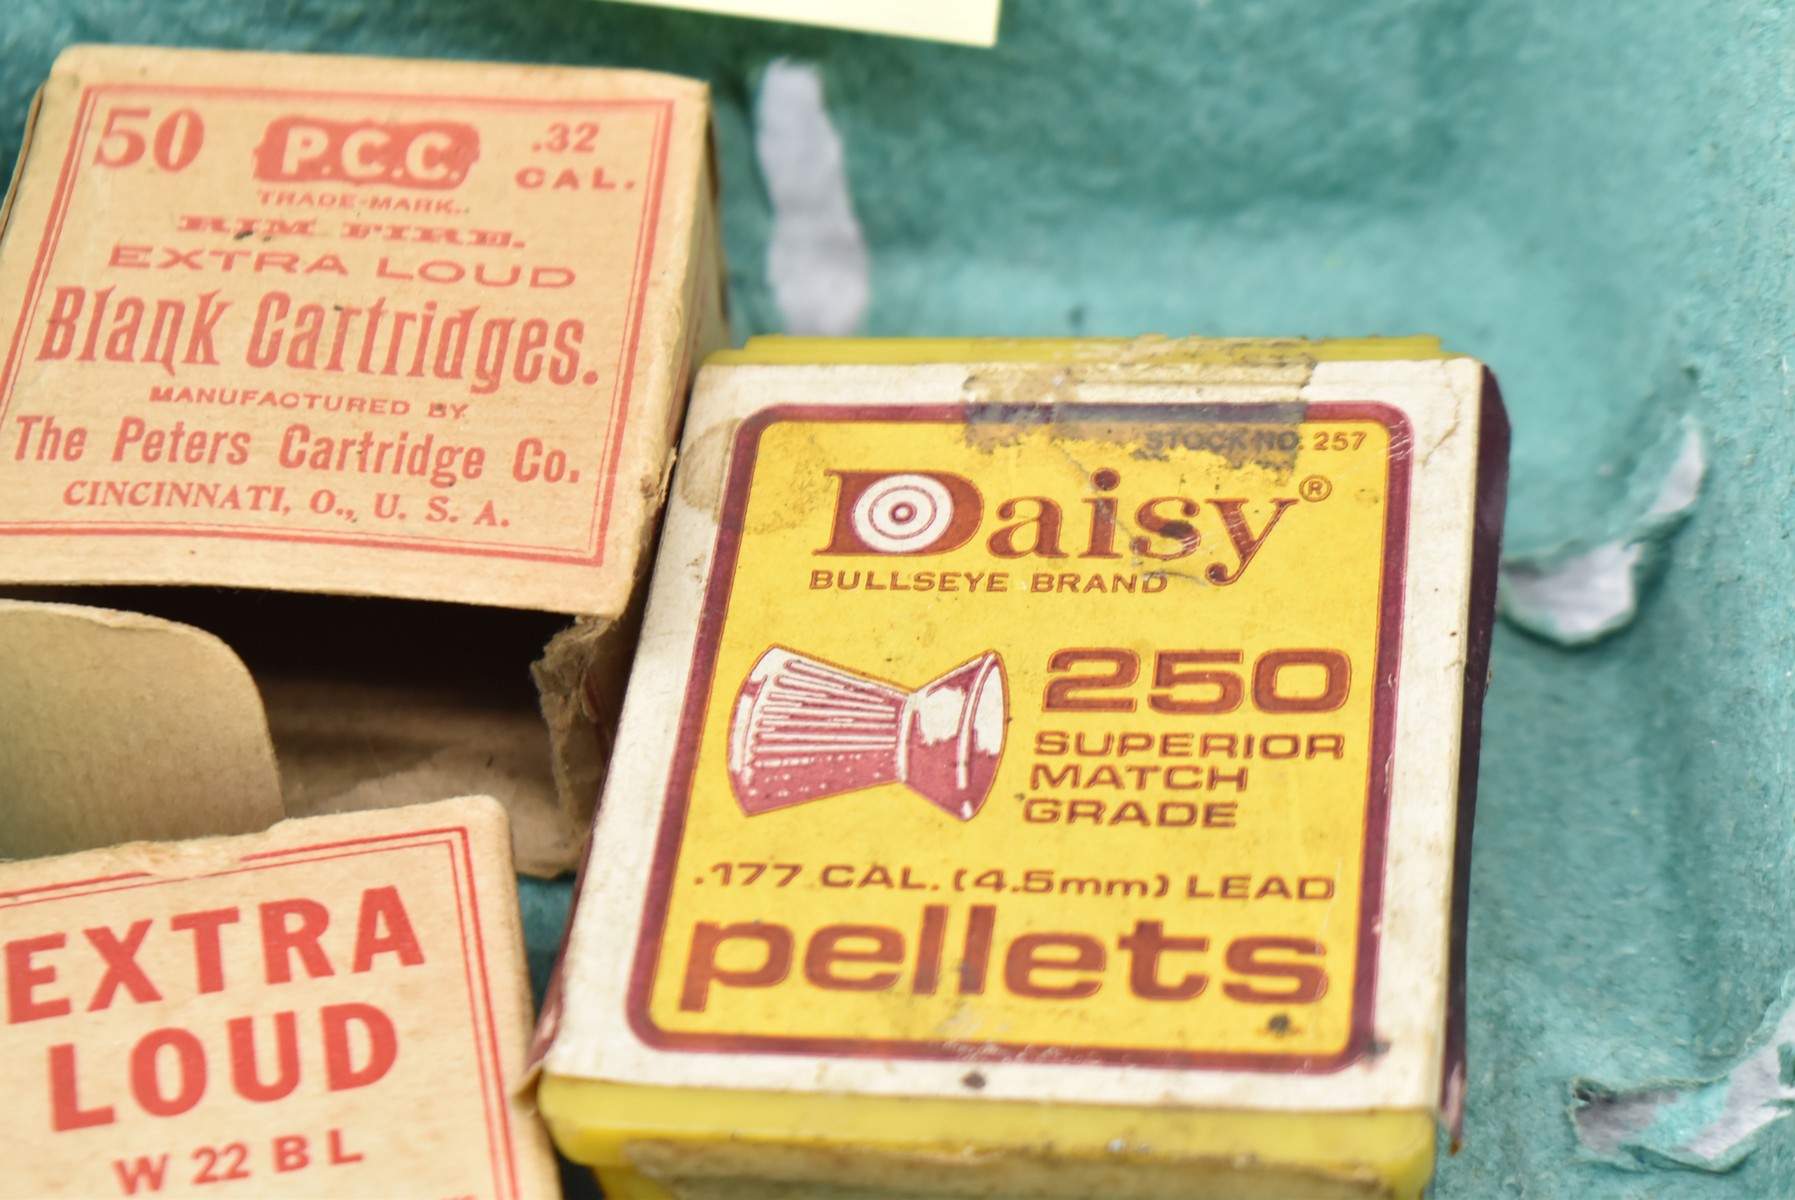 50 P.C.C. .32 CAL.
TRADE-MARK.
RIM FIRE.
EXTRA LOUD
Blank Cartridges.
MANUFACTURED BY
The Peters Cartridge Co.
CINCINNATI, O., U. S. A.
EXTRA
LOUD
W 22 B L
STOCK NO. 257
Daisy®
BULLSEYE BRAND
250
SUPERIOR
MATCH
GRADE
.177 CAL. (4.5mm) LEAD
pellets